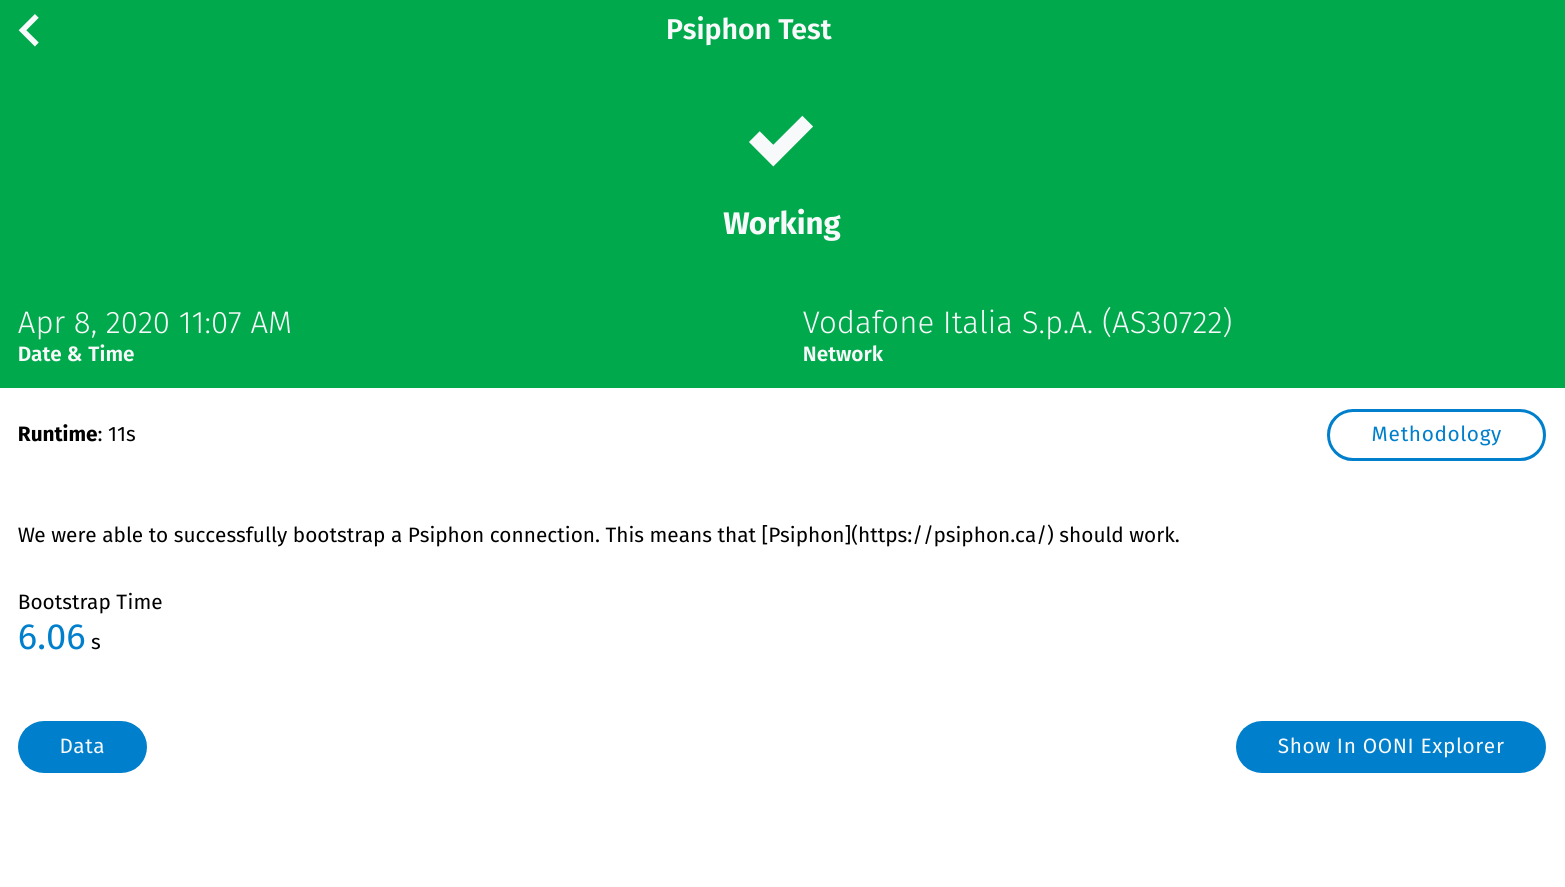 Psiphon Test
Working
Apr 8, 2020 11:07 AM
Date & Time
Vodafone Italia S.p.A. (AS30722)
Network
Runtime: 11s
Methodology
We were able to successfully bootstrap a Psiphon connection. This means that [Psiphon](https://psiphon.ca/) should work.
Bootstrap Time
6.06 s
Data
Show In OONI Explorer